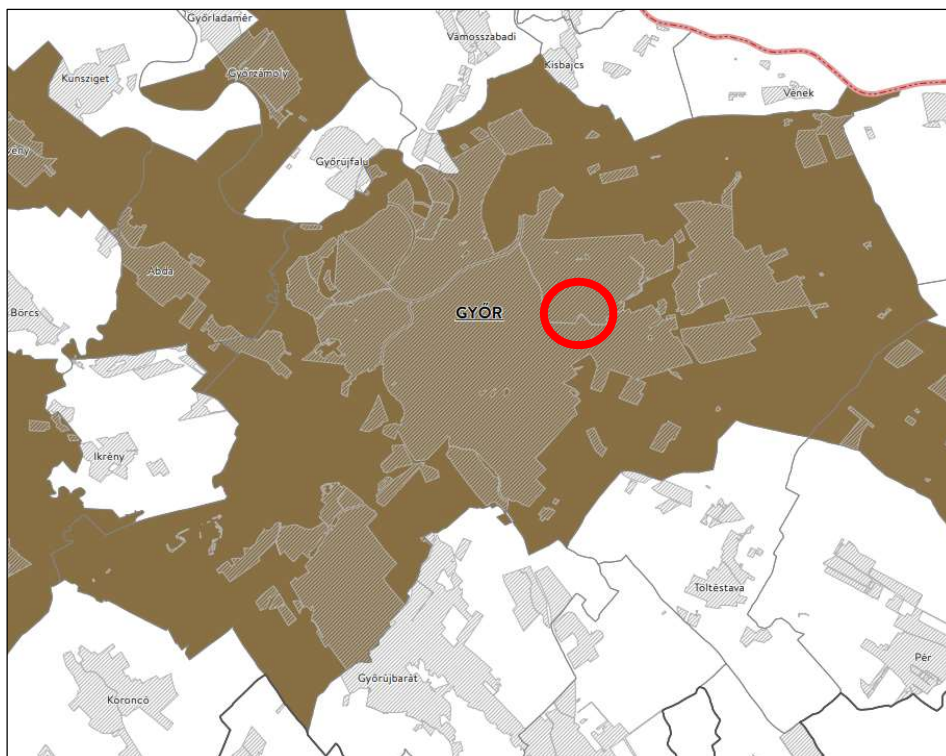 Győrladamér
Vámosszabadi
Kunsziget
Győrzámoly
Kisbajcs
Vének
Győrújfalu
Abda
GYŐR
Börcs
Ikrény
Töltéstava
Pér
Győrújbarát
Koroncó